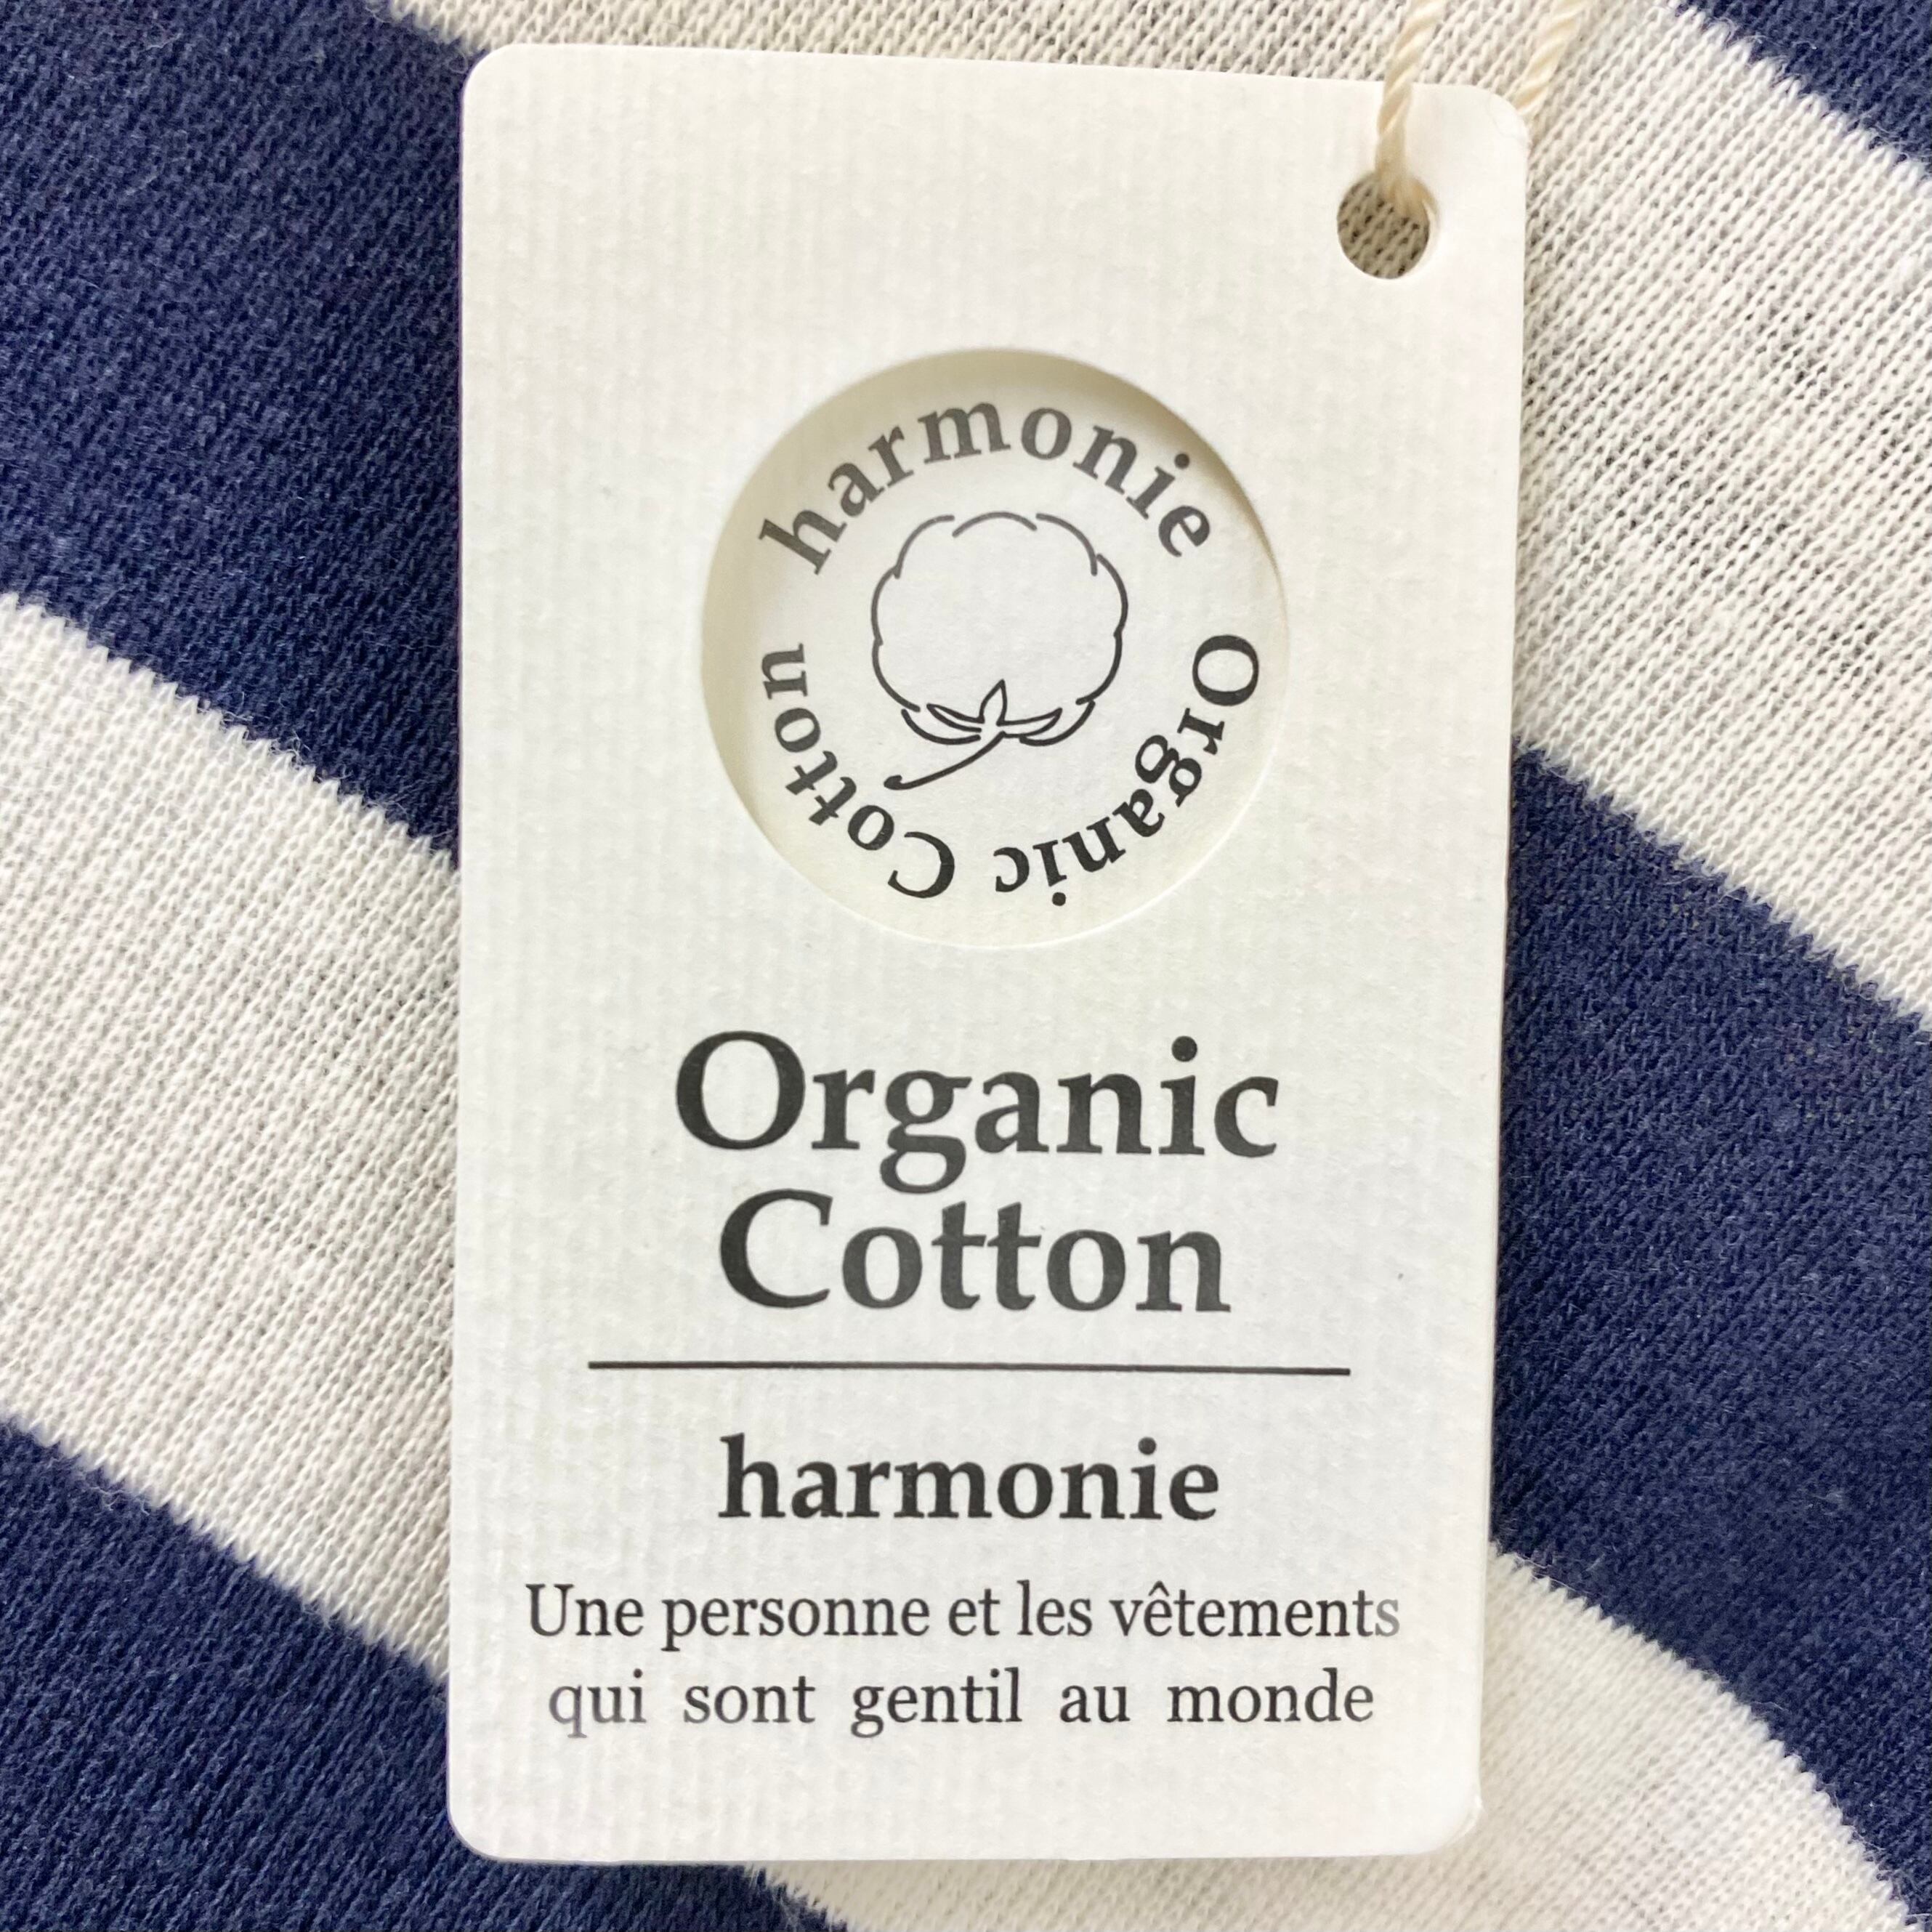 harmonie
Organic Cotton
Organic
Cotton
harmonie
Une personne et les vêtements
qui sont gentil au monde